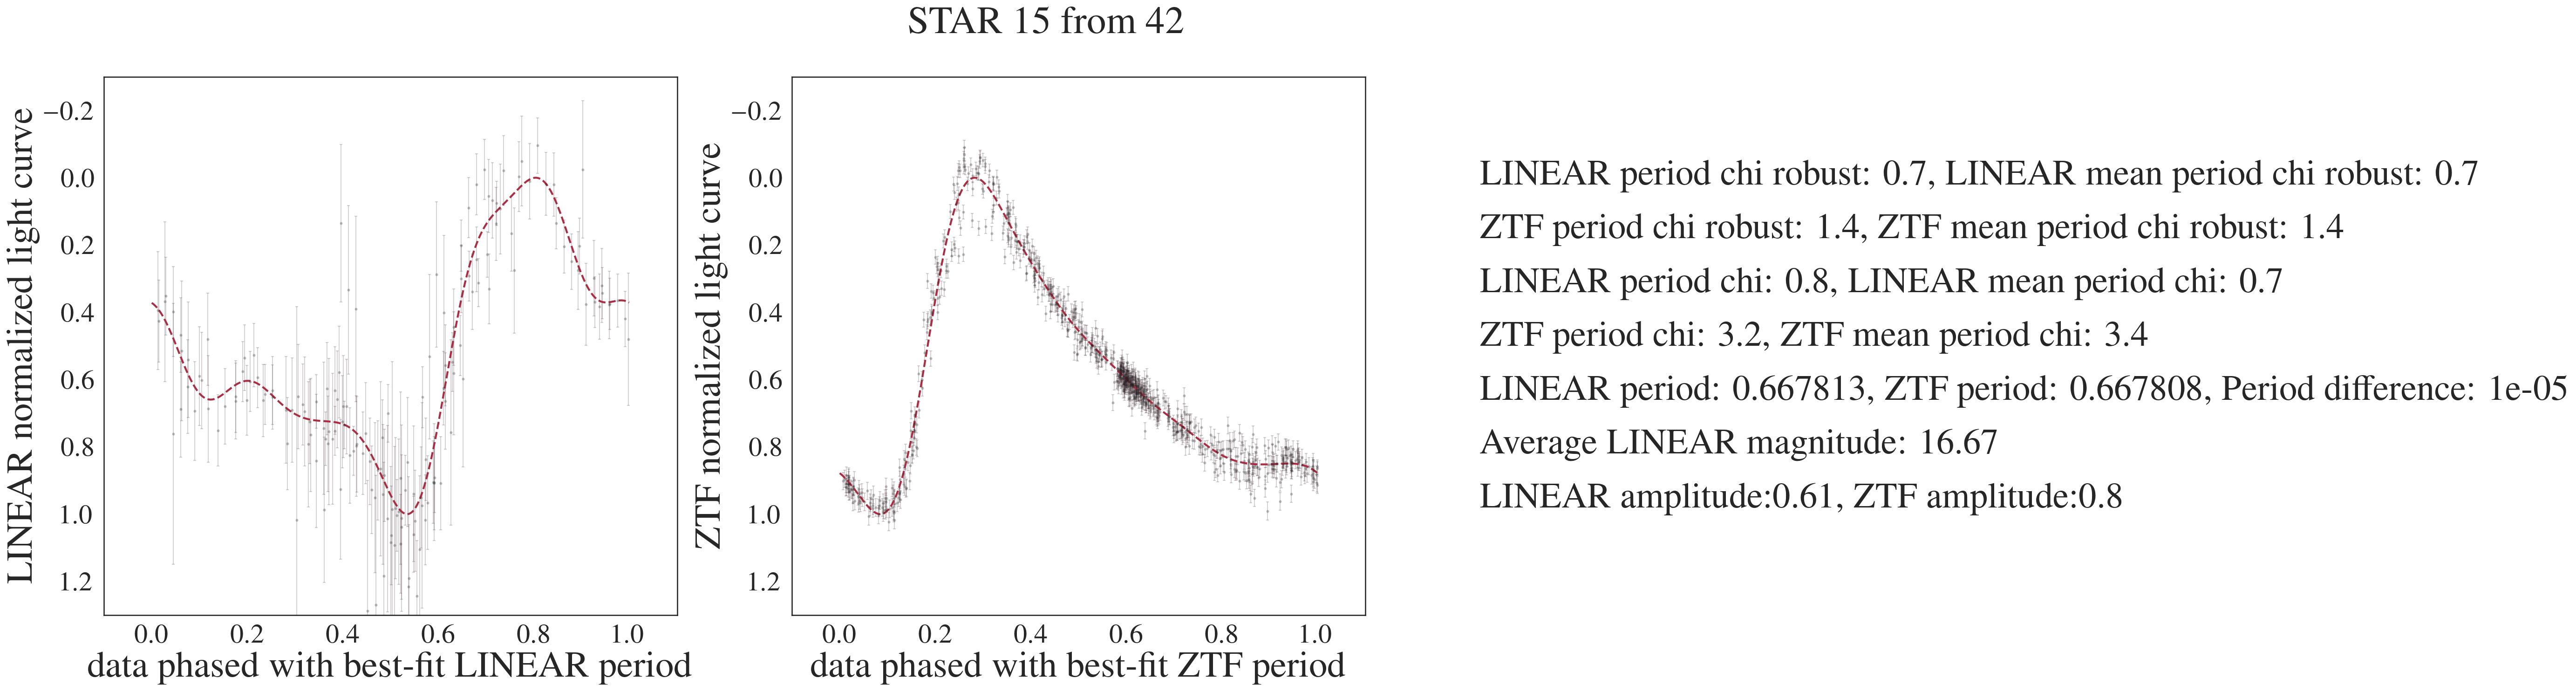 STAR 15 from 42
LINEAR normalized light curve
−0.2
0.0
0.2
0.4
0.6
0.8
1.0
1.2
0.0 0.2 0.4 0.6 0.8 1.0
data phased with best-fit LINEAR period
ZTF normalized light curve
−0.2
0.0
0.2
0.4
0.6
0.8
1.0
1.2
0.0 0.2 0.4 0.6 0.8 1.0
data phased with best-fit ZTF period
LINEAR period chi robust: 0.7, LINEAR mean period chi robust: 0.7
ZTF period chi robust: 1.4, ZTF mean period chi robust: 1.4
LINEAR period chi: 0.8, LINEAR mean period chi: 0.7
ZTF period chi: 3.2, ZTF mean period chi: 3.4
LINEAR period: 0.667813, ZTF period: 0.667808, Period difference: 1e-05
Average LINEAR magnitude: 16.67
LINEAR amplitude:0.61, ZTF amplitude:0.8